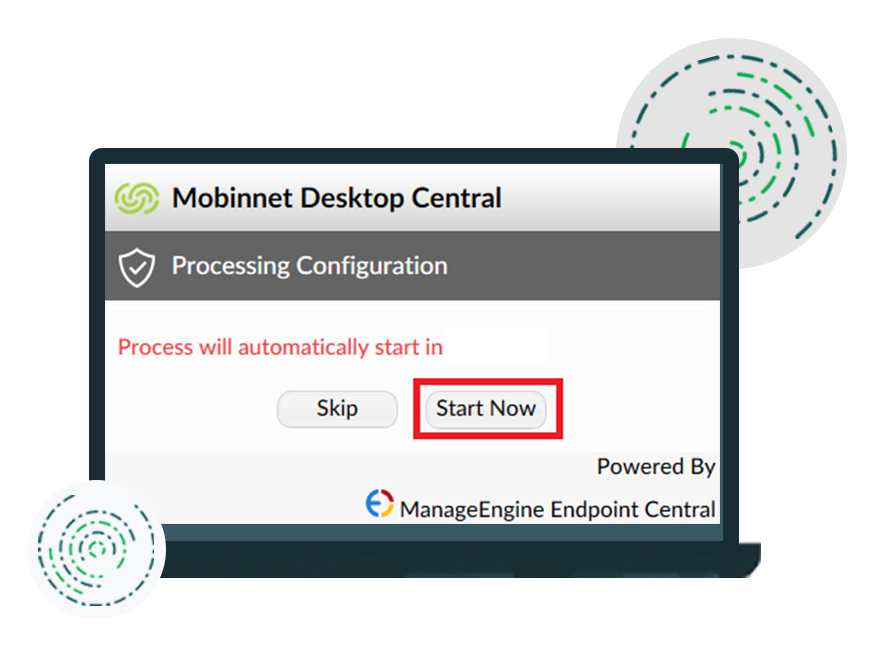 Mobinnet Desktop Central
Processing Configuration
Process will automatically start in
Skip
Start Now
Powered By
ManageEngine Endpoint Central